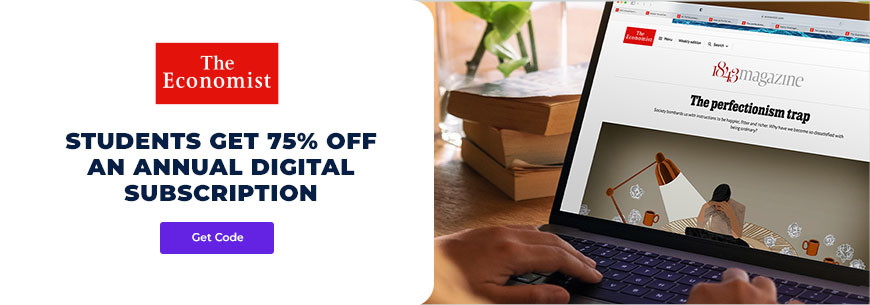 The
Economist
STUDENTS GET 75% OFF
AN ANNUAL DIGITAL
SUBSCRIPTION
Get Code
The
Economist
Menu
Weekly edition
Search
1843magazine
The perfectionism trap
Society bombards us with instructions to be happier, fitter and richer. Why have we become so dissatisfied with
being ordinary?